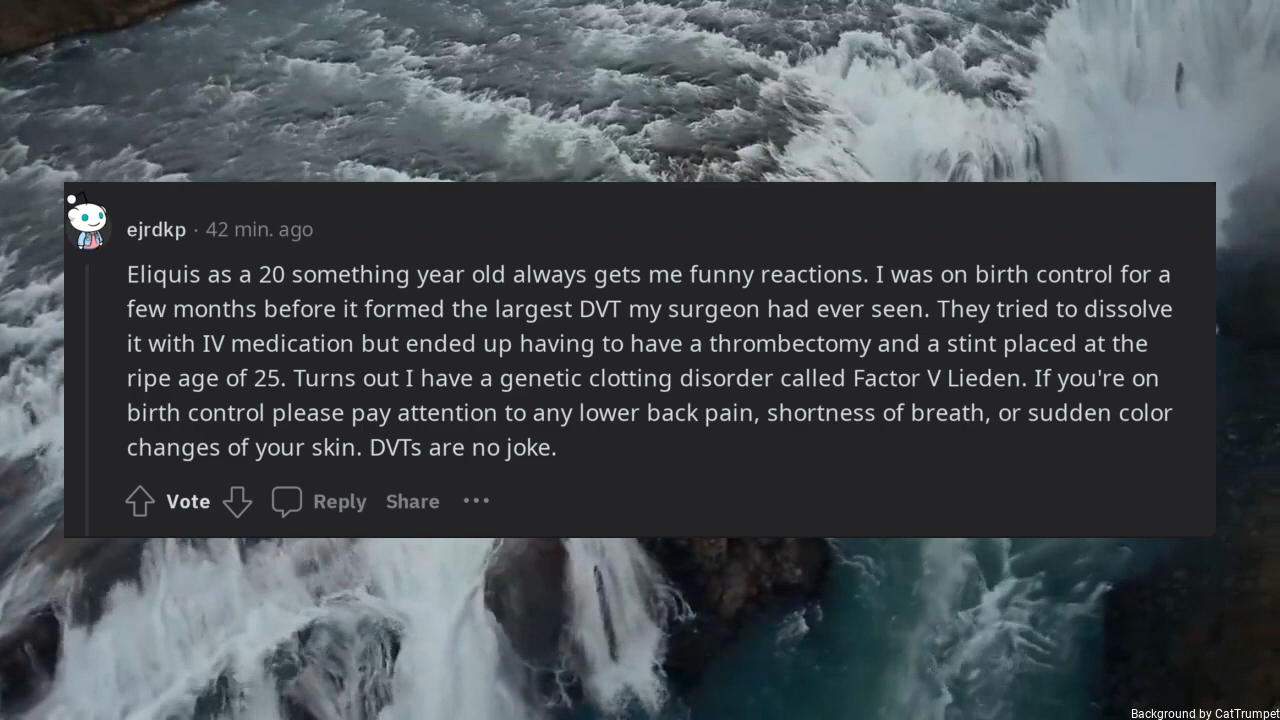 ejrdkp · 42 min. ago
Eliquis as a 20 something year old always gets me funny reactions. I was on birth control for a
few months before it formed the largest DVT my surgeon had ever seen. They tried to dissolve
it with IV medication but ended up having to have a thrombectomy and a stint placed at the
ripe age of 25. Turns out I have a genetic clotting disorder called Factor V Lieden. If you're on
birth control please pay attention to any lower back pain, shortness of breath, or sudden color
changes of your skin. DVTs are no joke.
Vote Reply Share ···
Background by CatTrumpet